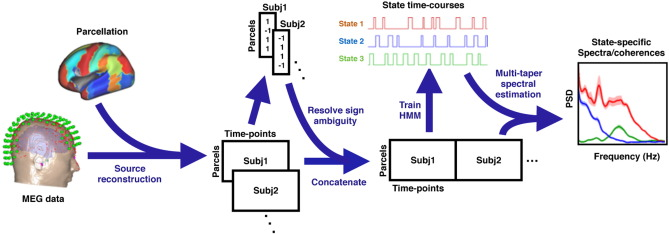 Parcellation
MEG data
Source
reconstruction
Subj1
Subj2
Parcels
1
-1
1
1
-1
-1
1
1
-1
Time-points
Parcels
Subj1
Subj2
Resolve sign
ambiguity
Concatenate
State time-courses
State 1
State 2
State 3
Train
HMM
Parcels
Subj1
Subj2
...
Time-points
Multi-taper
spectral
estimation
State-specific
Spectra/coherences
PSD
Frequency (Hz)